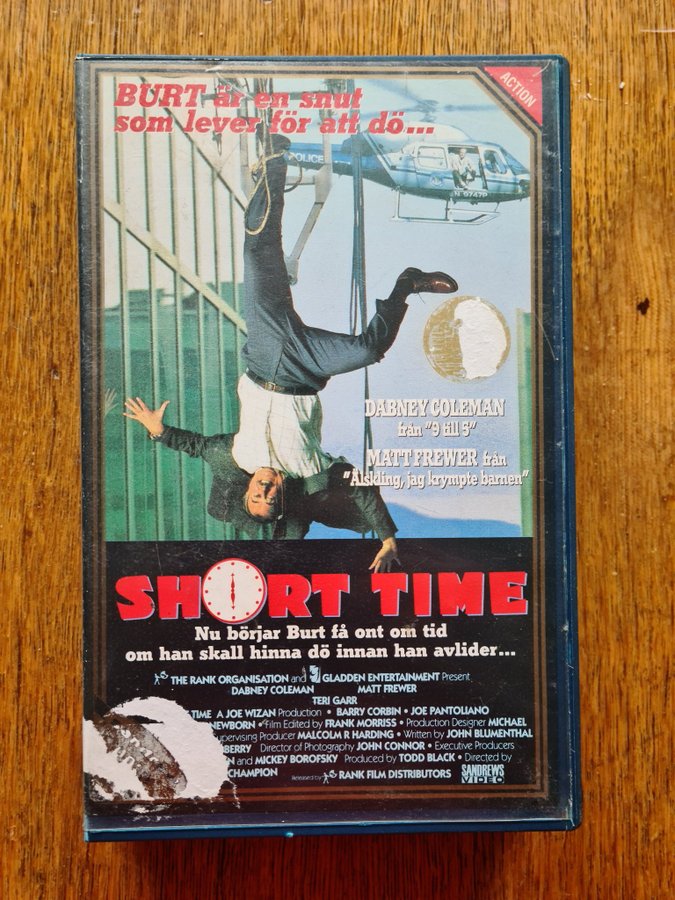 ACTION
BURT är en snut
som lever för att dö...
POLICE
N 9747P
DABNEY COLEMAN
från "9 till 5"
MATT FREWER från
"Älskling, jag krympte barnen"
SHORT TIME
Nu börjar Burt få ont om tid
om han skall hinna dö innan han avlider...
THE RANK ORGANISATION and GLADDEN ENTERTAINMENT Present
DABNEY COLEMAN MATT FREWER
TERI GARR
TIME A JOE WIZAN Production • BARRY CORBIN • JOE PANTOLIANO
NEWBORN • Film Edited by FRANK MORRISS • Production Designer MICHAEL
Supervising Producer MALCOLM R HARDING • Written by JOHN BLUMENTHAL
BERRY Director of Photography JOHN CONNOR • Executive Producers
and MICKEY BOROFSKY Produced by TODD BLACK • Directed by
CHAMPION Released by RANK FILM DISTRIBUTORS SANDREWS VIDEO